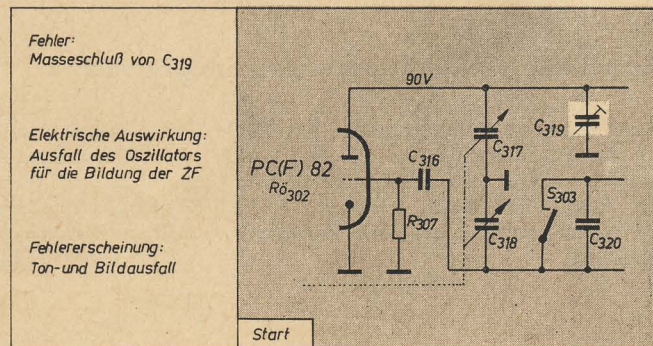 Fehler:
Masseschluß von C319
Elektrische Auswirkung:
Ausfall des Oszillators
für die Bildung der ZF
Fehlererscheinung:
Ton-und Bildausfall
90V
C319
C317
C316
PC(F) 82
Rö302
S303
R307
C318
C320
Start